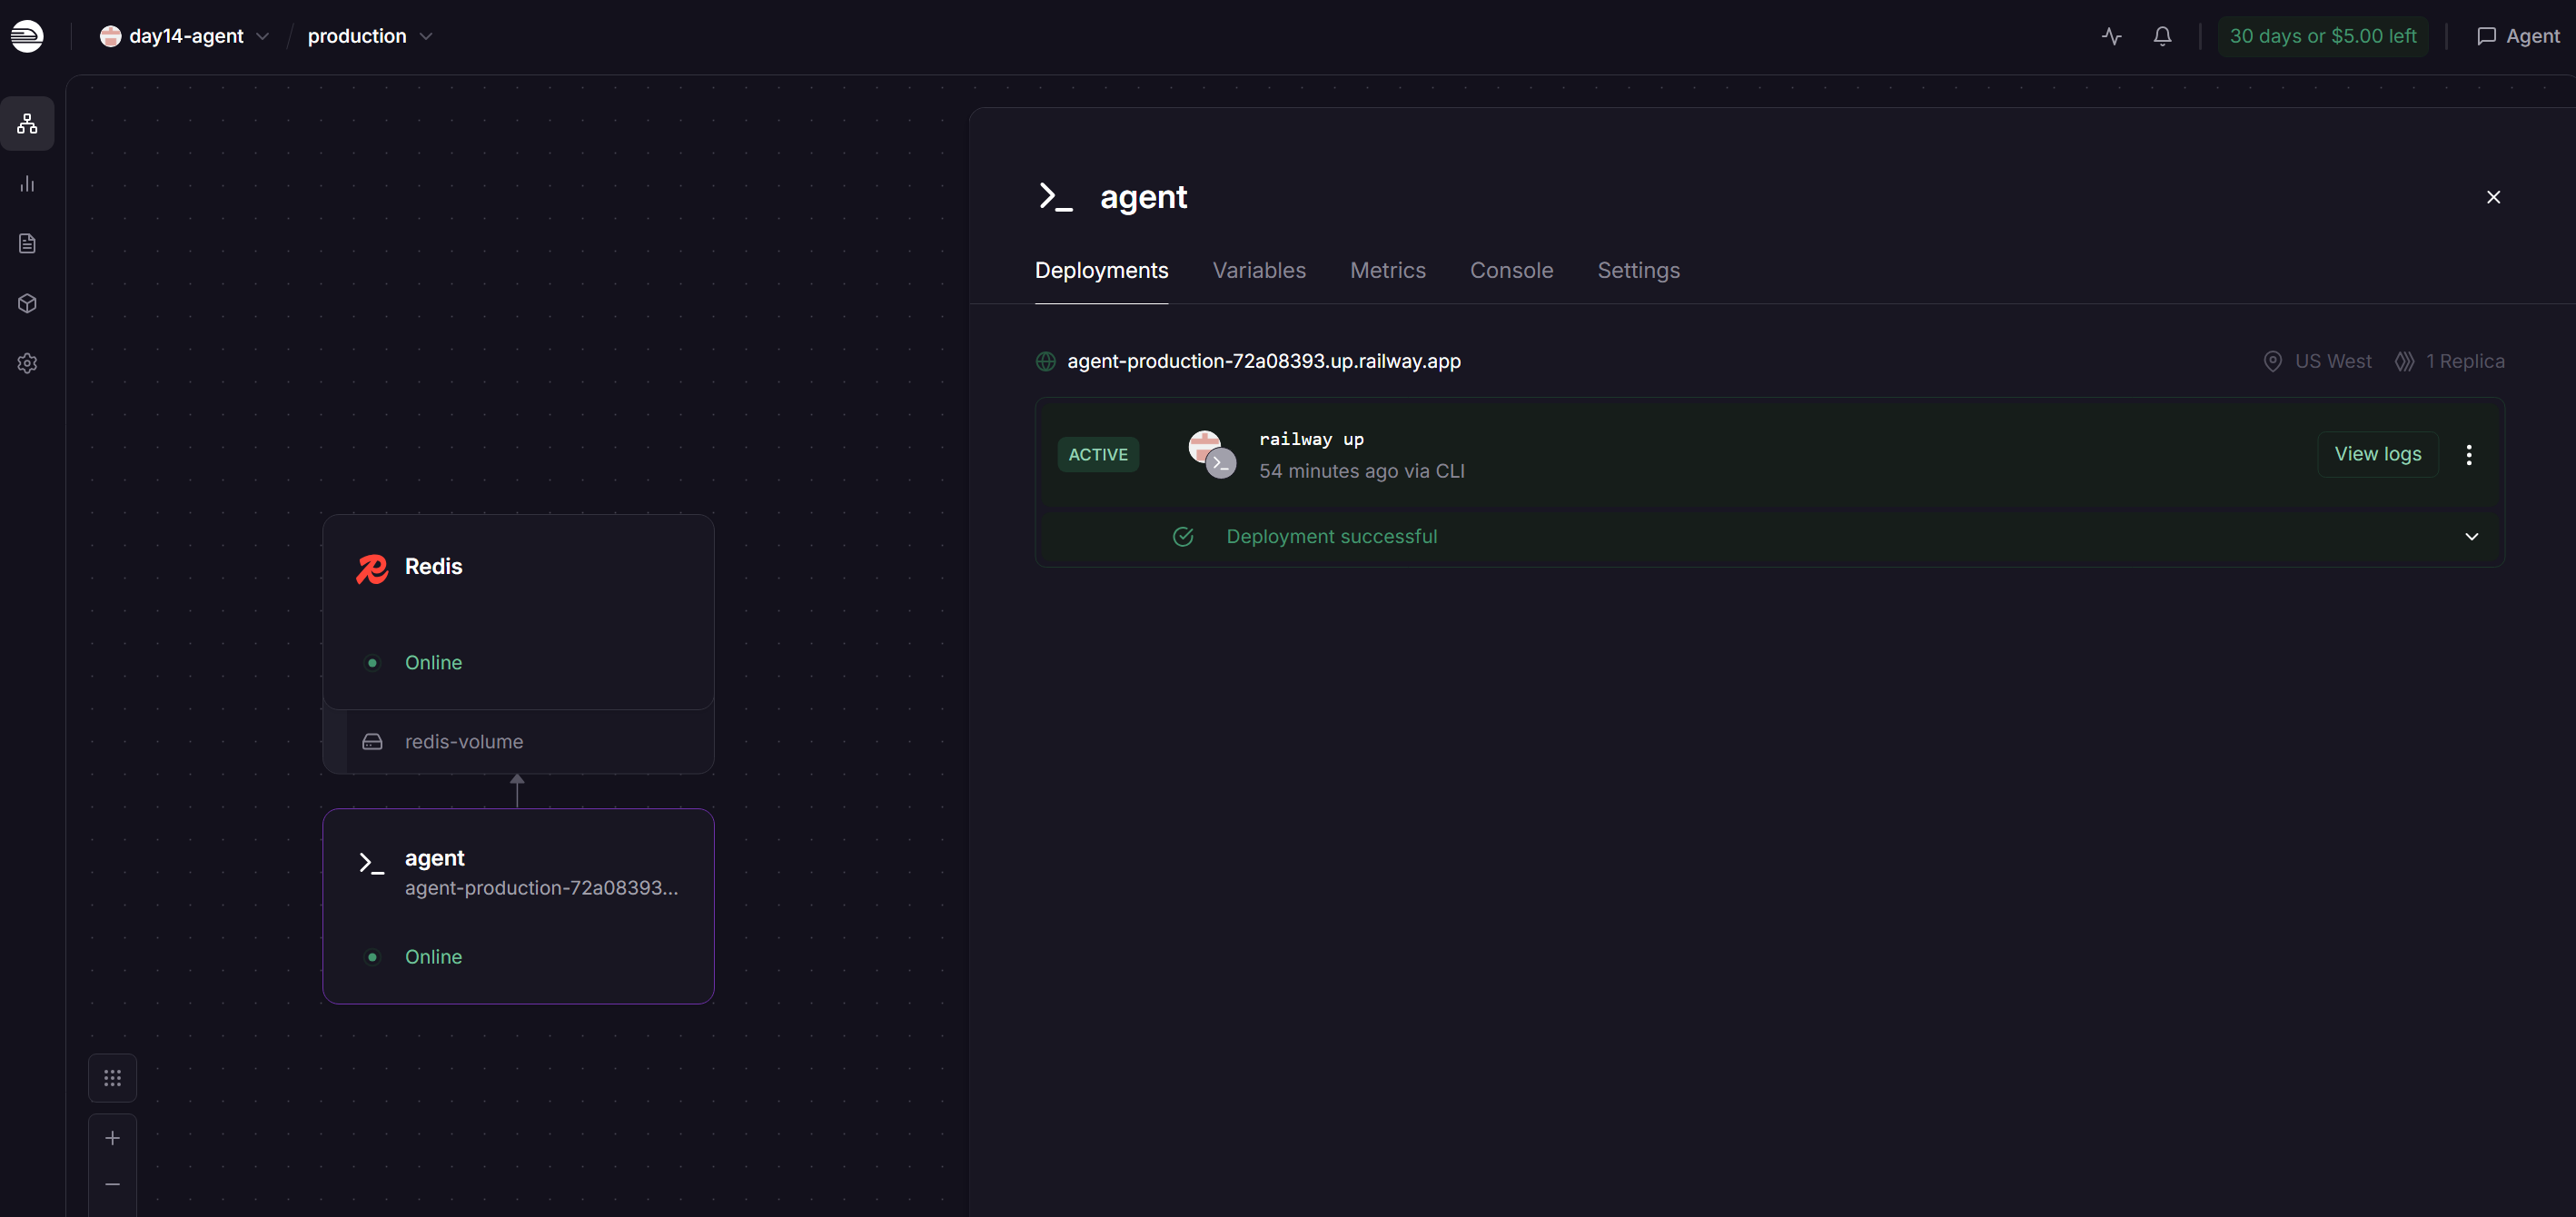 day14-agent
production
30 days or $5.00 left
Agent
agent
Deployments
Variables
Metrics
Console
Settings
agent-production-72a08393.up.railway.app
US West
1 Replica
ACTIVE
railway up
54 minutes ago via CLI
View logs
Deployment successful
Redis
Online
redis-volume
agent
agent-production-72a08393...
Online